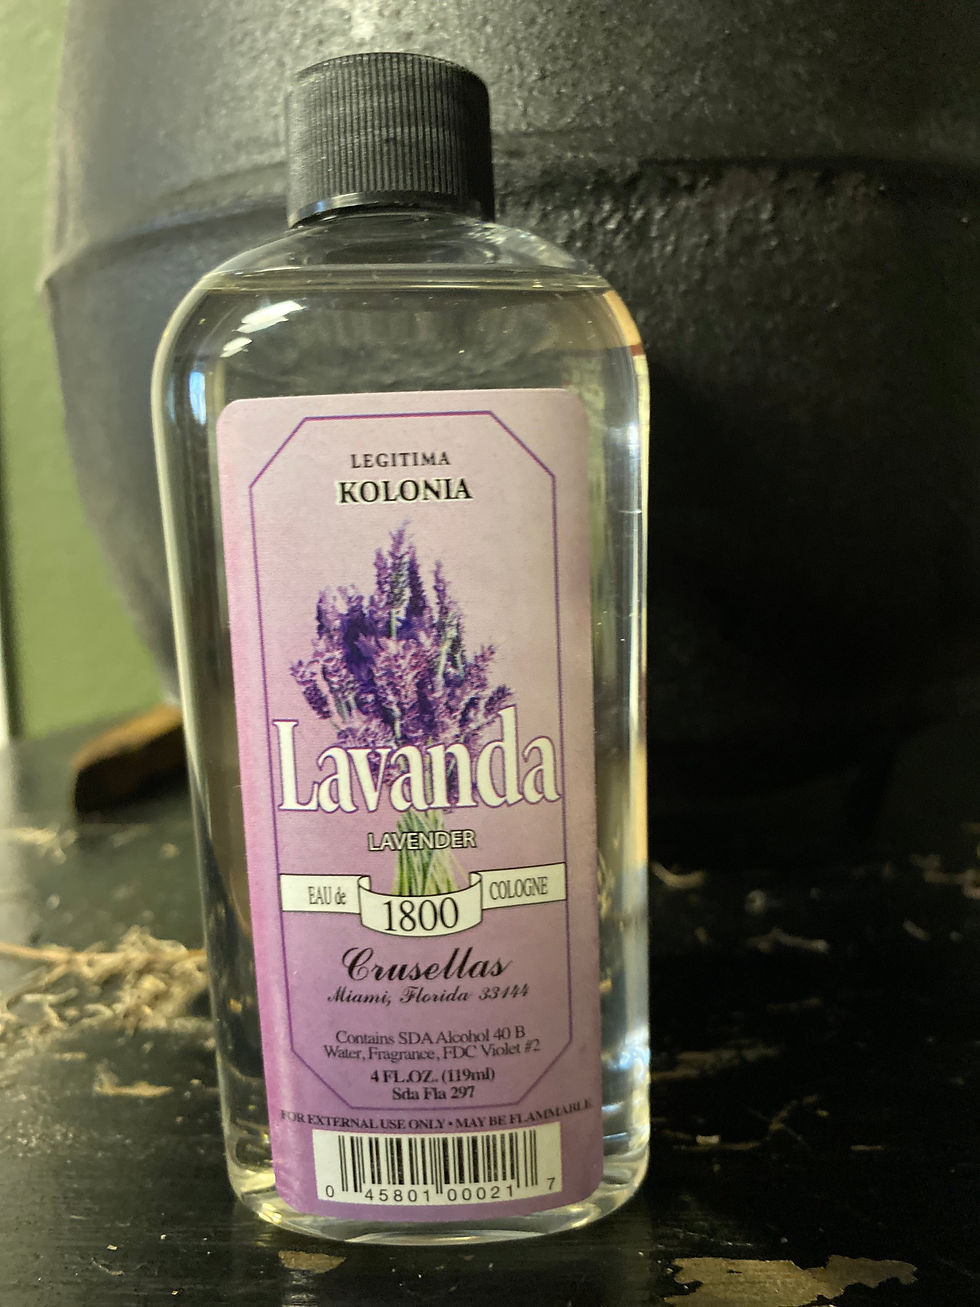 LEGITIMA
KOLONIA
Lavanda
LAVENDER
EAU de 1800 COLOGNE
Crusellas
Miami, Florida 33144
Contains SDA Alcohol 40 B
Water, Fragrance, FDC Violet #2
4 FL.OZ. (119ml)
Sda Fla 297
FOR EXTERNAL USE ONLY • MAY BE FLAMMABLE
0 45801 00021 7